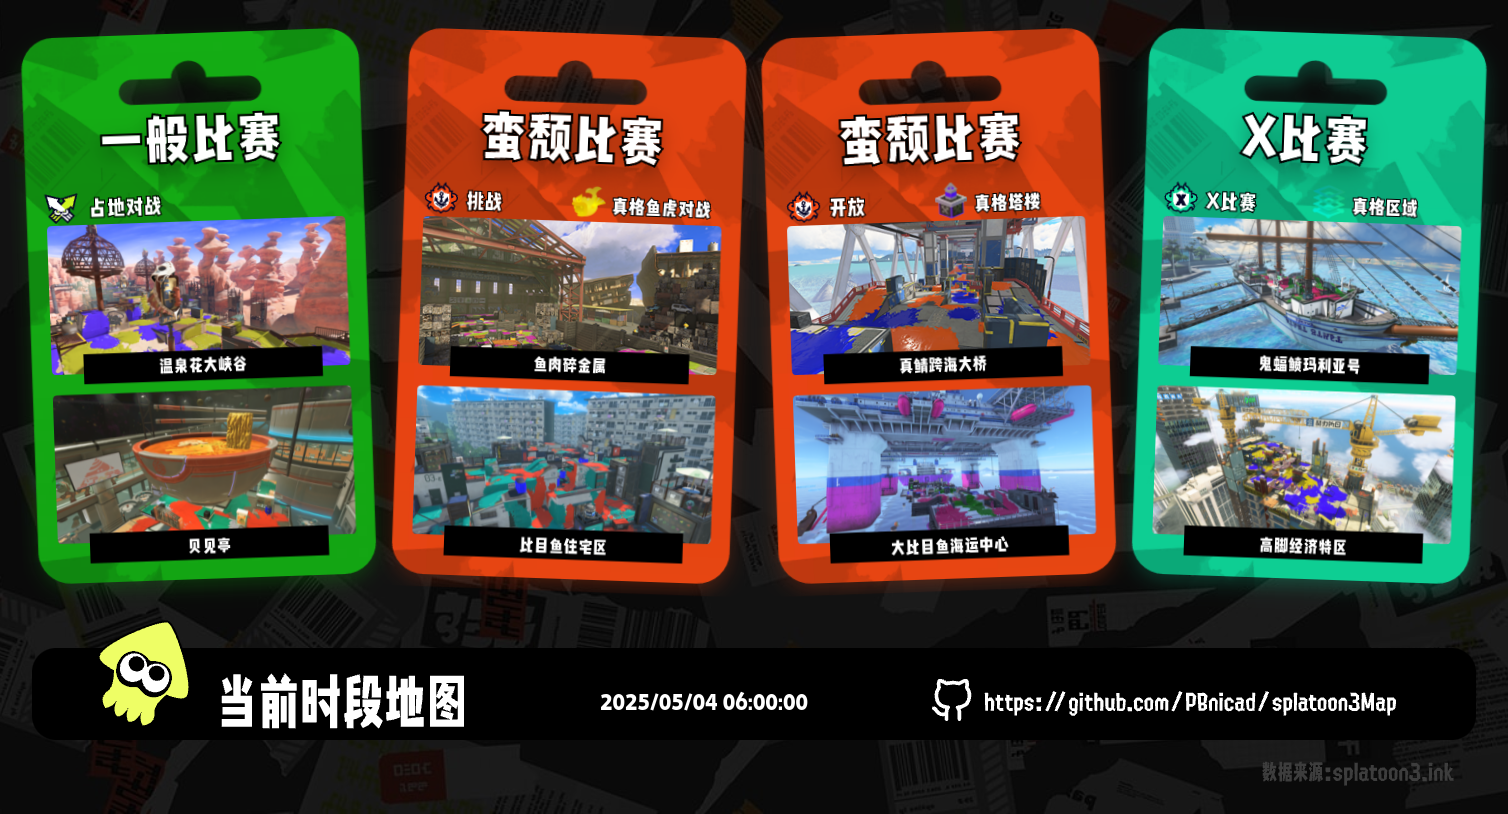 一般比赛
占地对战
温泉花大峡谷
贝见亭
蛮颓比赛
挑战
真格鱼虎对战
鱼肉碎金属
比目鱼住宅区
蛮颓比赛
开放
真格塔楼
真鲭跨海大桥
大比目鱼海运中心
X比赛
X比赛
真格区域
鬼蝠鲼玛利亚号
高脚经济特区
当前时段地图
2025/05/04 06:00:00
https://github.com/PBnicad/splatoon3Map
数据来源:splatoon3.ink